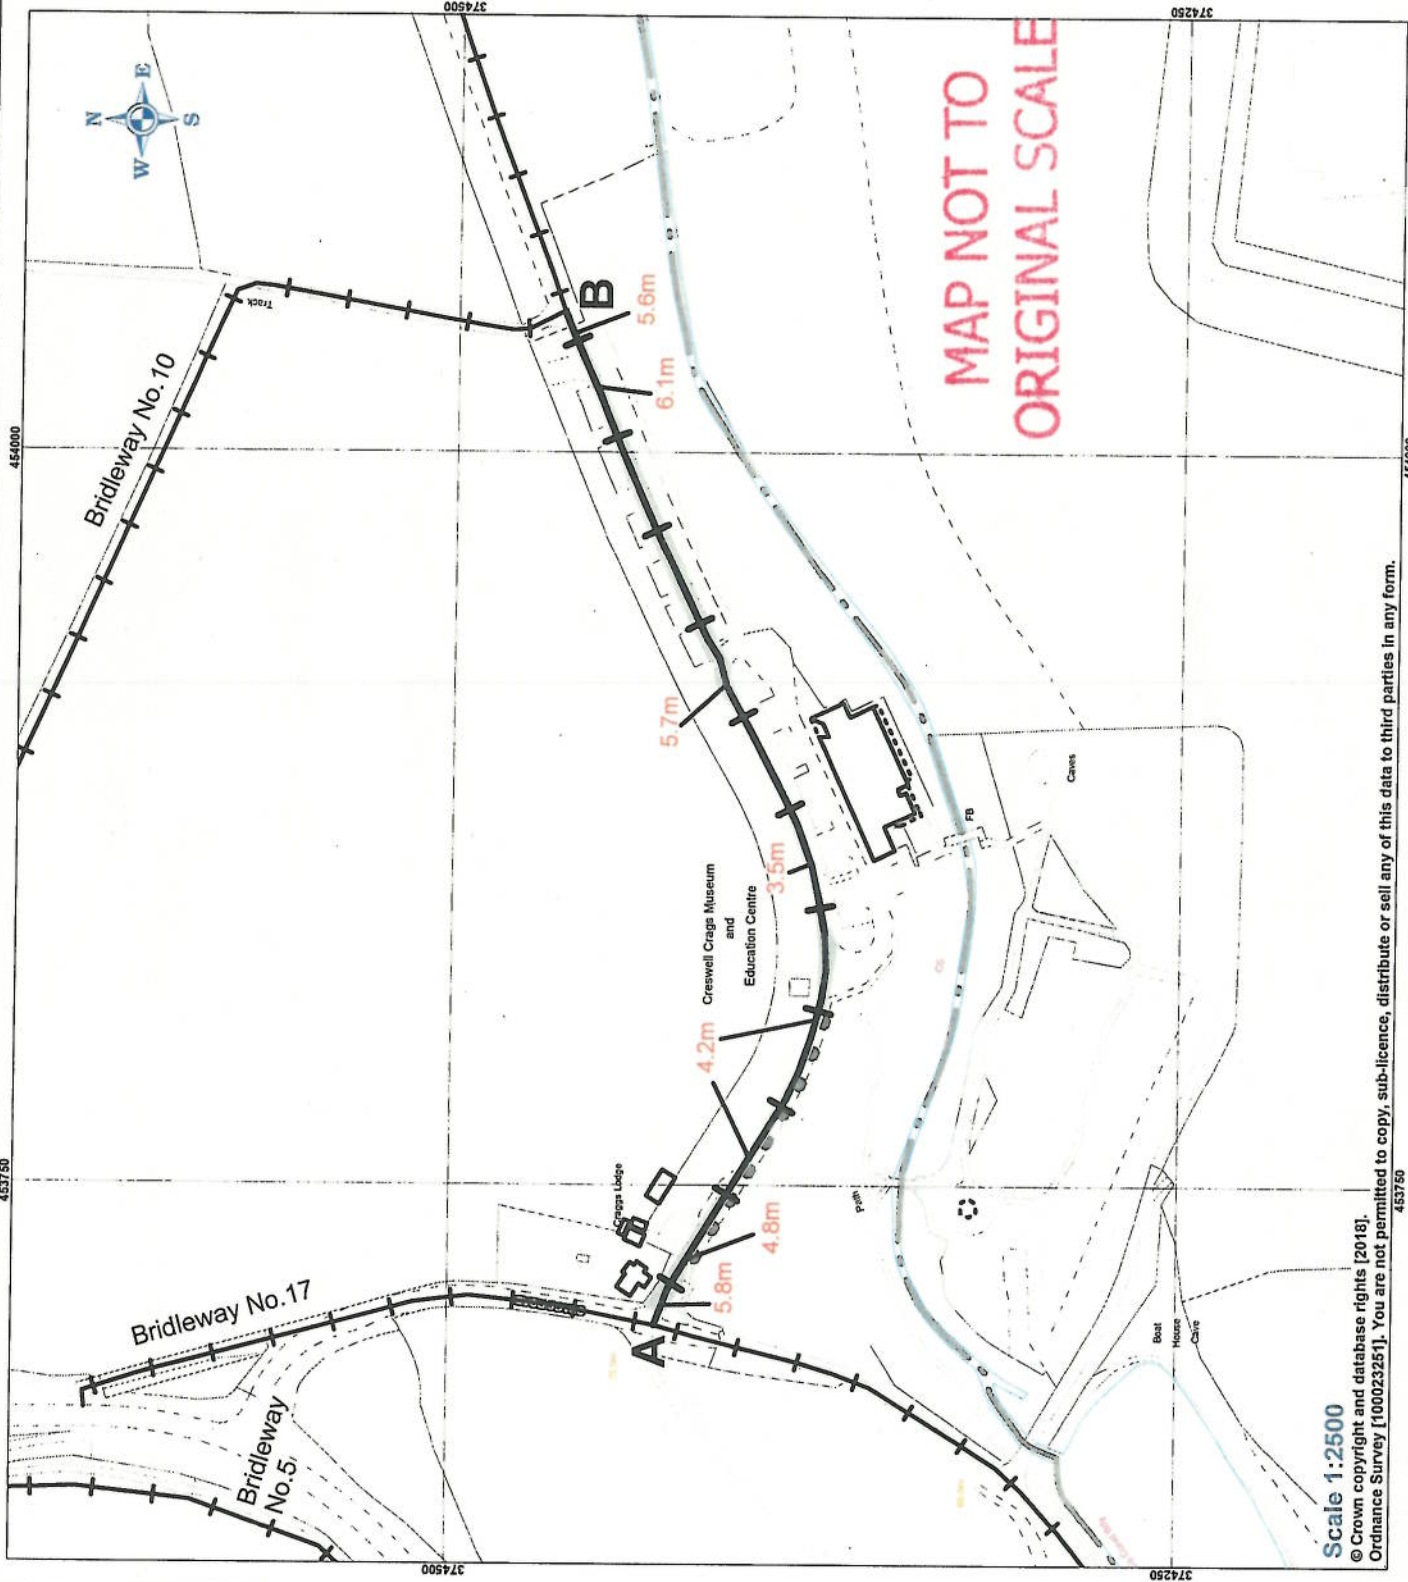 374500
374250
N
W
E
S
454000
Bridleway No.10
Track
MAP NOT TO
ORIGINAL SCALE
B
5.6m
6.1m
5.7m
3.5m
Creswell Crags Museum
and
Education Centre
4.2m
FB
Caves
CS
453750
Craggs Lodge
4.8m
5.8m
Path
A
Bridleway No.17
Bridleway
No.5
Boat
House
Cave
374500
374250
453750
Scale 1:2500
© Crown copyright and database rights [2018].
Ordnance Survey [100023251]. You are not permitted to copy, sub-licence, distribute or sell any of this data to third parties in any form.